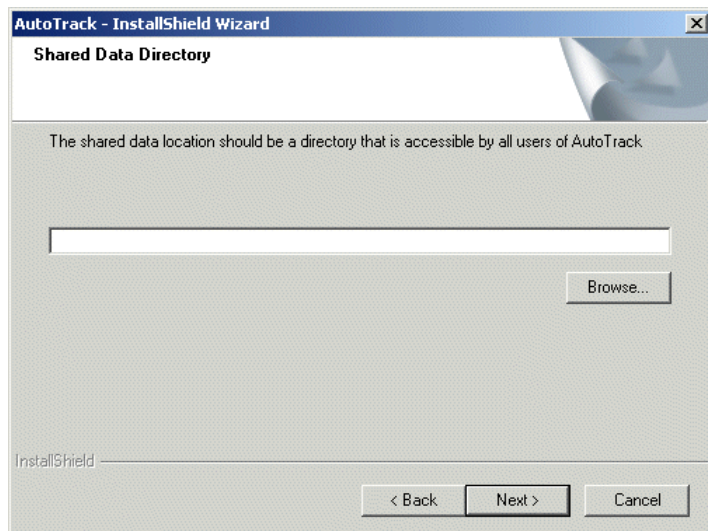 AutoTrack - InstallShield Wizard
Shared Data Directory
The shared data location should be a directory that is accessible by all users of AutoTrack
Browse...
InstallShield
< Back
Next >
Cancel